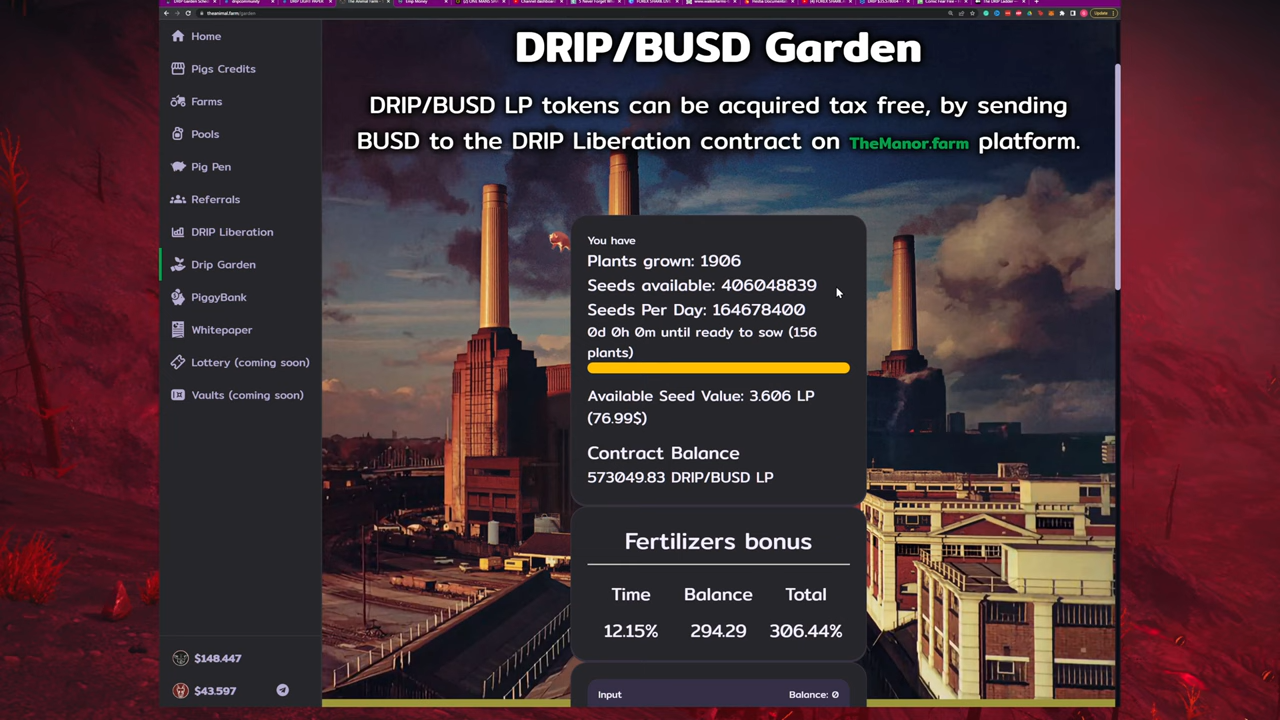 theanimal.farm/garden
Update
Home
Pigs Credits
Farms
Pools
Pig Pen
Referrals
DRIP Liberation
Drip Garden
PiggyBank
Whitepaper
Lottery (coming soon)
Vaults (coming soon)
$148.447
$43.597
DRIP/BUSD Garden
DRIP/BUSD LP tokens can be acquired tax free, by sending
BUSD to the DRIP Liberation contract on TheManor.farm platform.
You have
Plants grown: 1906
Seeds available: 406048839
Seeds Per Day: 164678400
0d 0h 0m until ready to sow (156
plants)
Available Seed Value: 3.606 LP
(76.99$)
Contract Balance
573049.83 DRIP/BUSD LP
Fertilizers bonus
Time Balance Total
12.15% 294.29 306.44%
Input Balance: 0